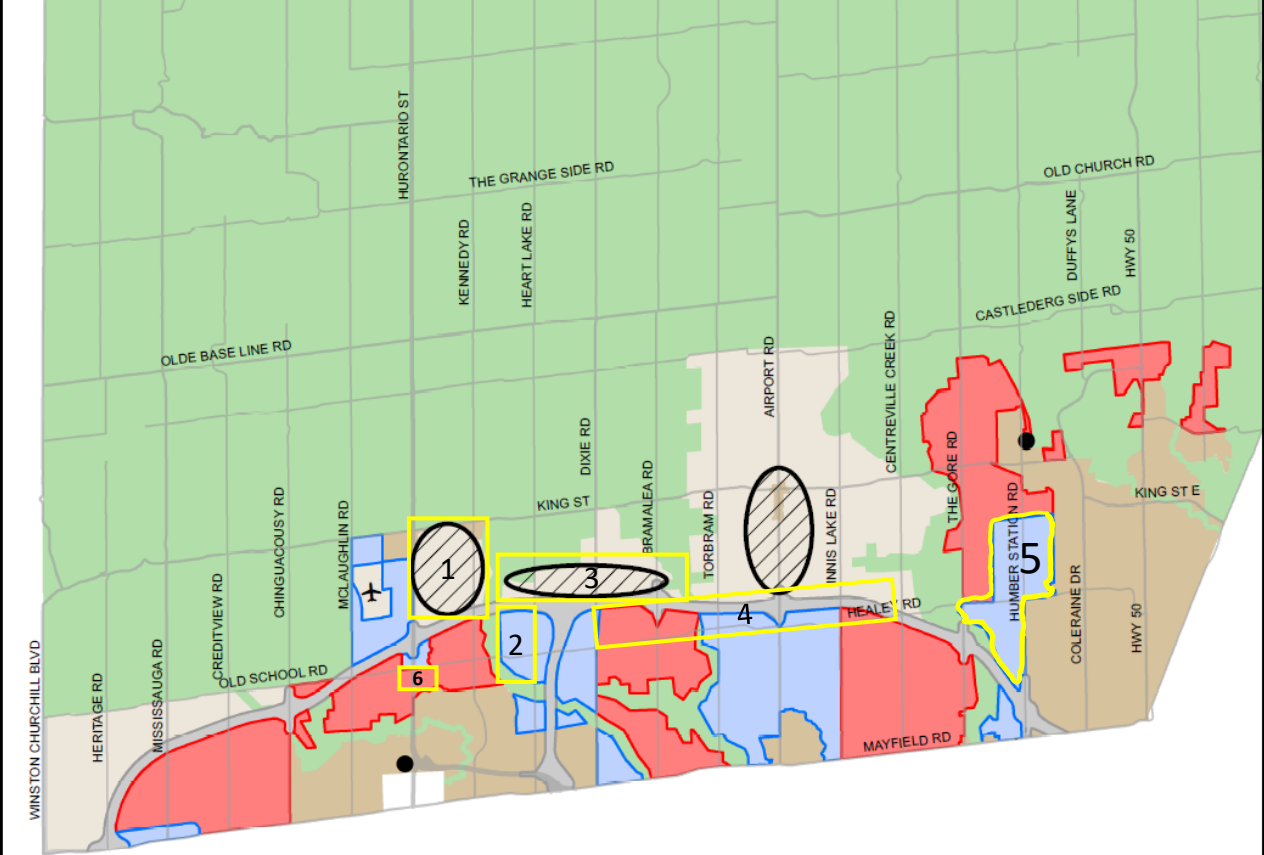 HURONTARIO ST
THE GRANGE SIDE RD
OLD CHURCH RD
KENNEDY RD
HEART LAKE RD
DUFFYS LANE
HWY 50
CASTLEDERG SIDE RD
OLDE BASE LINE RD
AIRPORT RD
CENTREVILLE CREEK RD
DIXIE RD
BRAMALEA RD
THE GORE RD
KING ST
KING ST E
CHINGUACOUSY RD
MCLAUGHLIN RD
TORBRAM RD
INNIS LAKE RD
HUMBER STATION RD
1
3
5
CREDITVIEW RD
4
HEALEY RD
COLERAINE DR
HWY 50
2
WINSTON CHURCHILL BLVD
HERITAGE RD
MISSISSAUGA RD
OLD SCHOOL RD
6
MAYFIELD RD